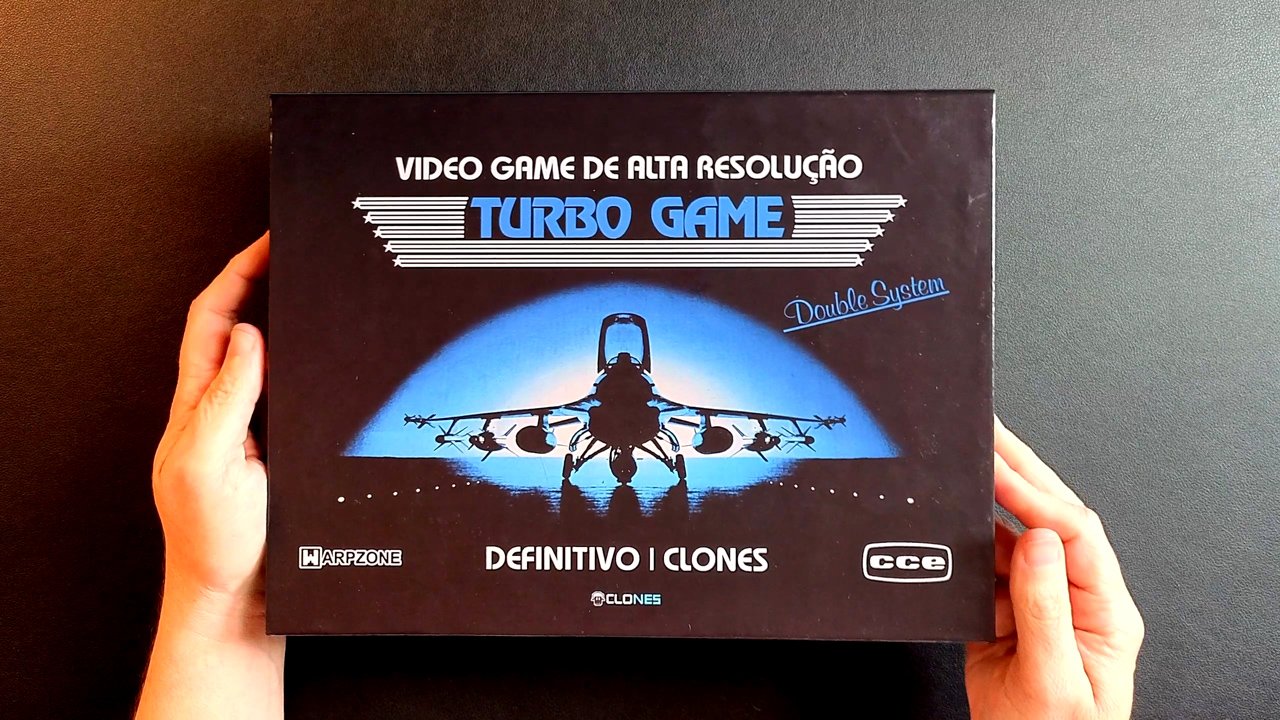 VIDEO GAME DE ALTA RESOLUÇÃO
TURBO GAME
Double System
WARPZONE
DEFINITIVO | CLONES
cce
CLONES